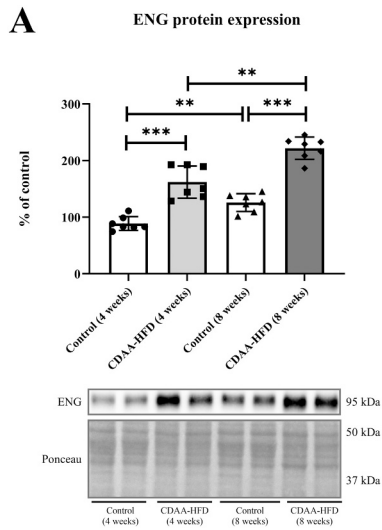 A
ENG protein expression
**
** ***
***
300
200
100
0
% of control
Control (4 weeks)
CDAA-HFD (4 weeks)
Control (8 weeks)
CDAA-HFD (8 weeks)
ENG
95 kDa
50 kDa
Ponceau
37 kDa
Control
(4 weeks)
CDAA-HFD
(4 weeks)
Control
(8 weeks)
CDAA-HFD
(8 weeks)